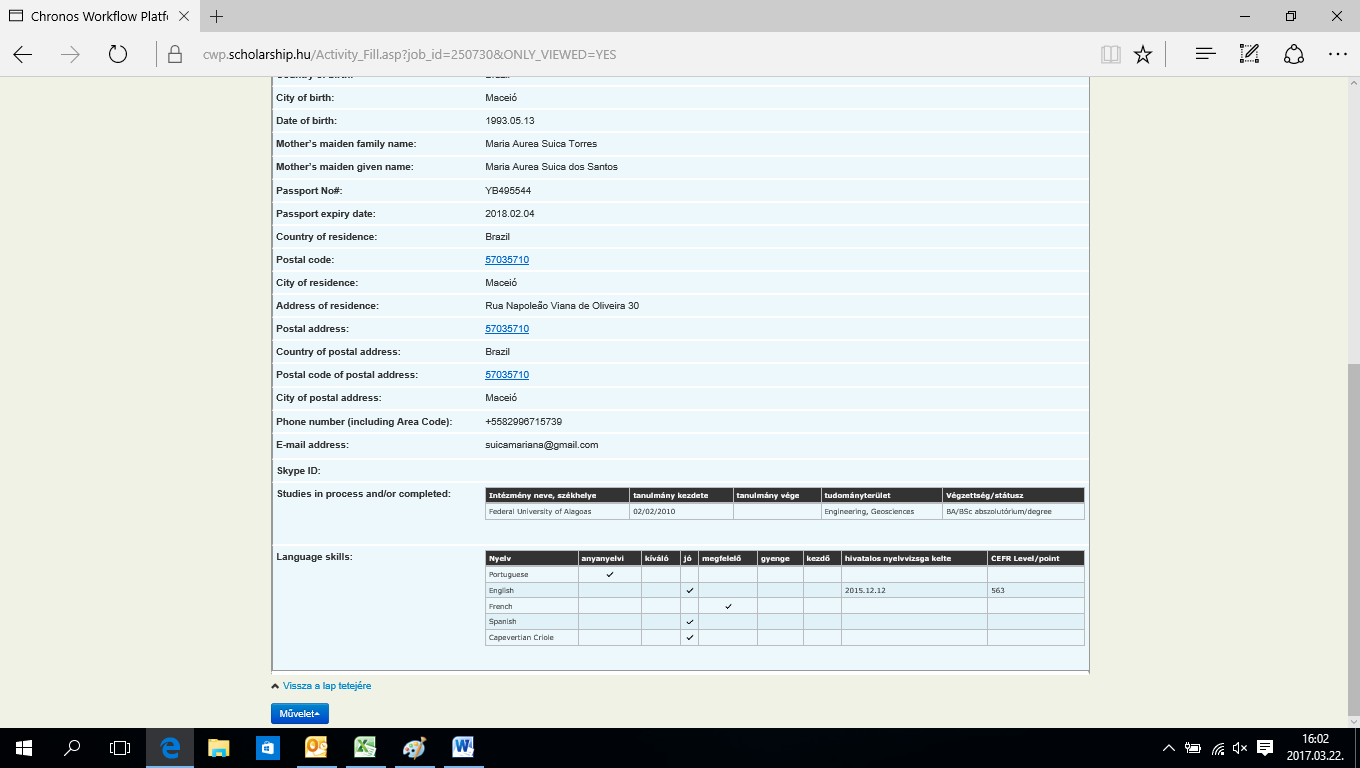 Chronos Workflow Platf
cwp.scholarship.hu/Activity_Fill.asp?job_id=250730&ONLY_VIEWED=YES
Country of birth: Brazil
City of birth: Maceió
Date of birth: 1993.05.13
Mother's maiden family name: Maria Aurea Suica Torres
Mother's maiden given name: Maria Aurea Suica dos Santos
Passport No#: YB495544
Passport expiry date: 2018.02.04
Country of residence: Brazil
Postal code: 57035710
City of residence: Maceió
Address of residence: Rua Napoleão Viana de Oliveira 30
Postal address: 57035710
Country of postal address: Brazil
Postal code of postal address: 57035710
City of postal address: Maceió
Phone number (including Area Code): +5582996715739
E-mail address: suicamariana@gmail.com
Skype ID:
Studies in process and/or completed:
Intézmény neve, székhelye tanulmány kezdete tanulmány vége tudományterület Végzettség/státusz
Federal University of Alagoas 02/02/2010 Engineering, Geosciences BA/BSc abszolutórium/degree
Language skills:
Nyelv anyanyelvi kíváló jó megfelelő gyenge kezdő hivatalos nyelvvizsga kelte CEFR Level/point
Portuguese ✓
English ✓ 2015.12.12 563
French ✓
Spanish ✓
Capevertian Criole ✓
Vissza a lap tetejére
Művelet
16:02
2017.03.22.